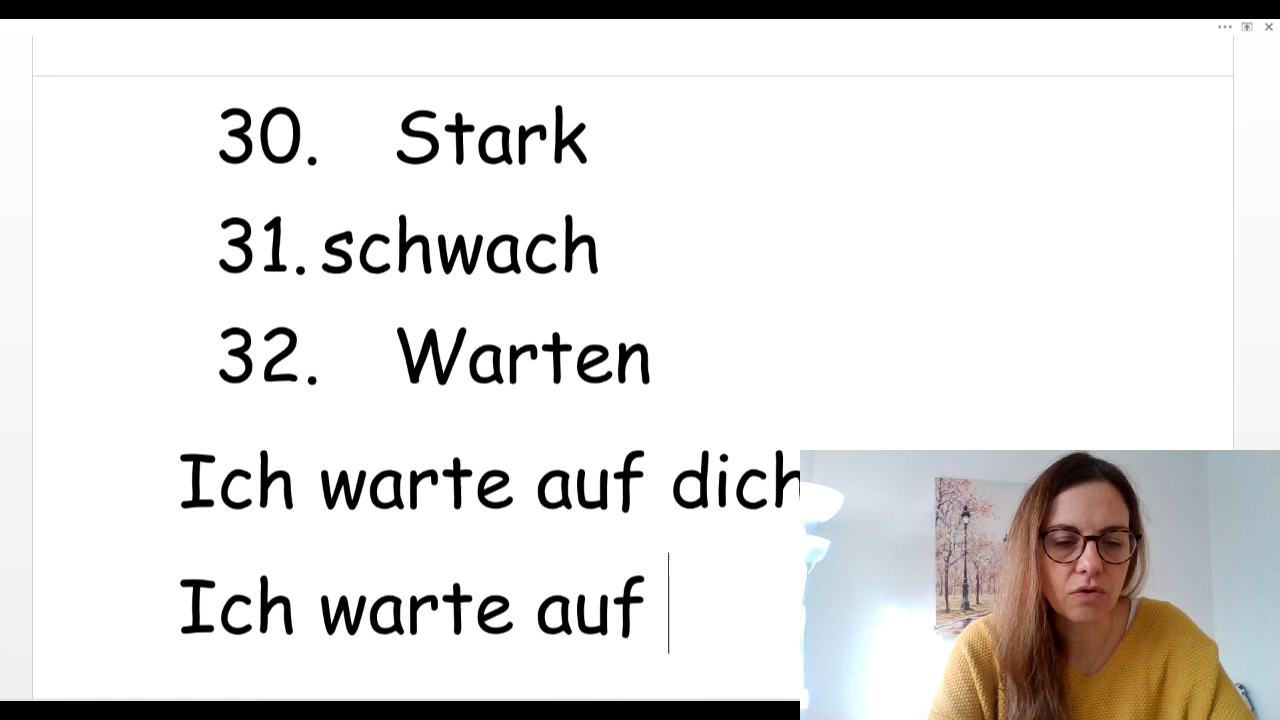 30. Stark
31. schwach
32. Warten
Ich warte auf dich
Ich warte auf